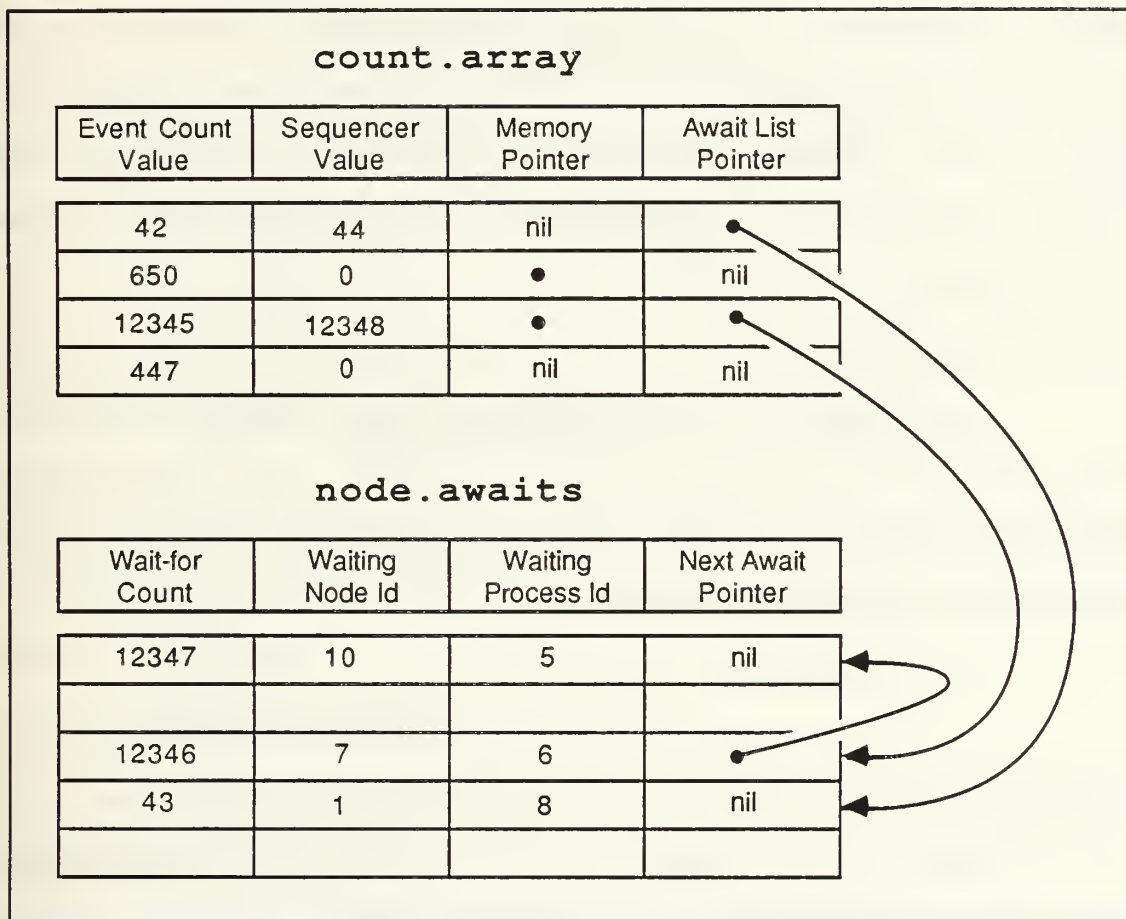 count.array
Event Count Value Sequencer Value Memory Pointer Await List Pointer
42 44 nil
650 0 nil
12345 12348
447 0 nil nil
node.awaits
Wait-for Count Waiting Node Id Waiting Process Id Next Await Pointer
12347 10 5 nil
12346 7 6
43 1 8 nil